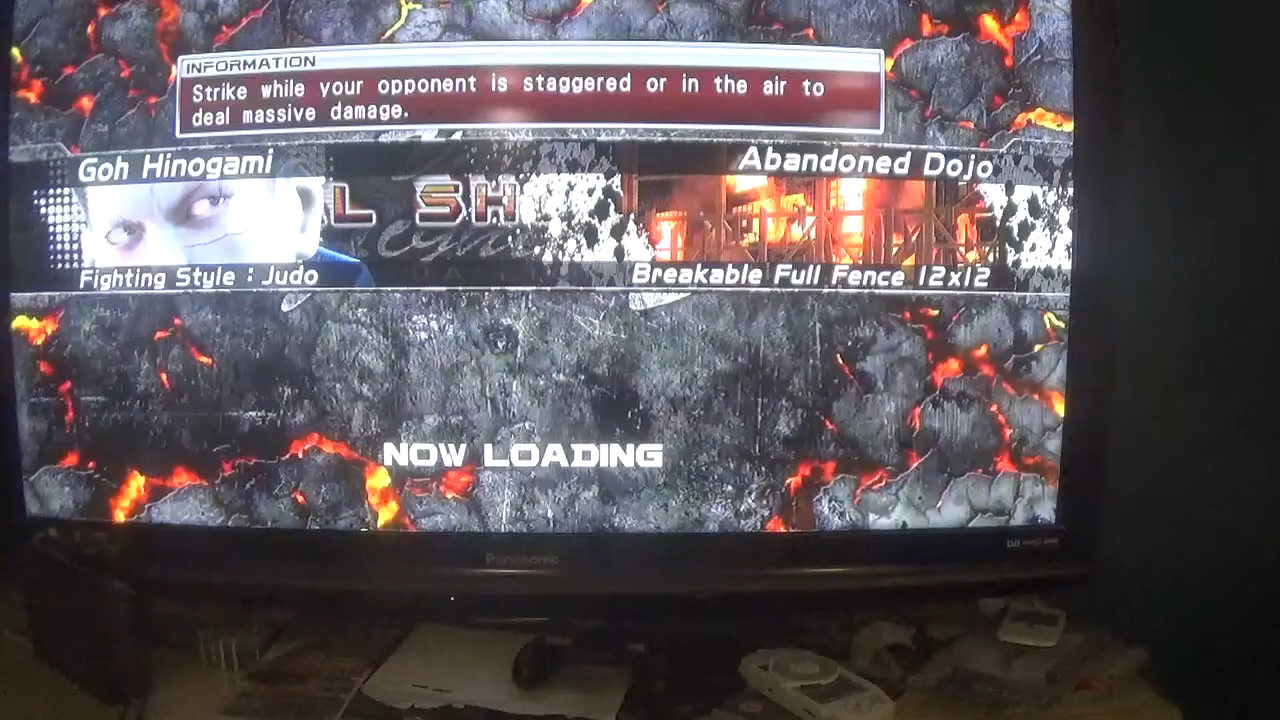 INFORMATION
Strike while your opponent is staggered or in the air to
deal massive damage.
Goh Hinogami
Abandoned Dojo
L SH
Fighting Style : Judo
Breakable Full Fence 12x12
NOW LOADING
Panasonic